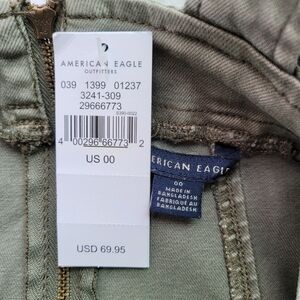 AMERICAN EAGLE
OUTFITTERS
039 1399 01237
3241-309
29666773
4 00296 66773 2
US 00
USD 69.95
ERICAN EAGLE
00
MADE IN
BANGLADESH
FABRIQUÉ AU
BANGLADESH